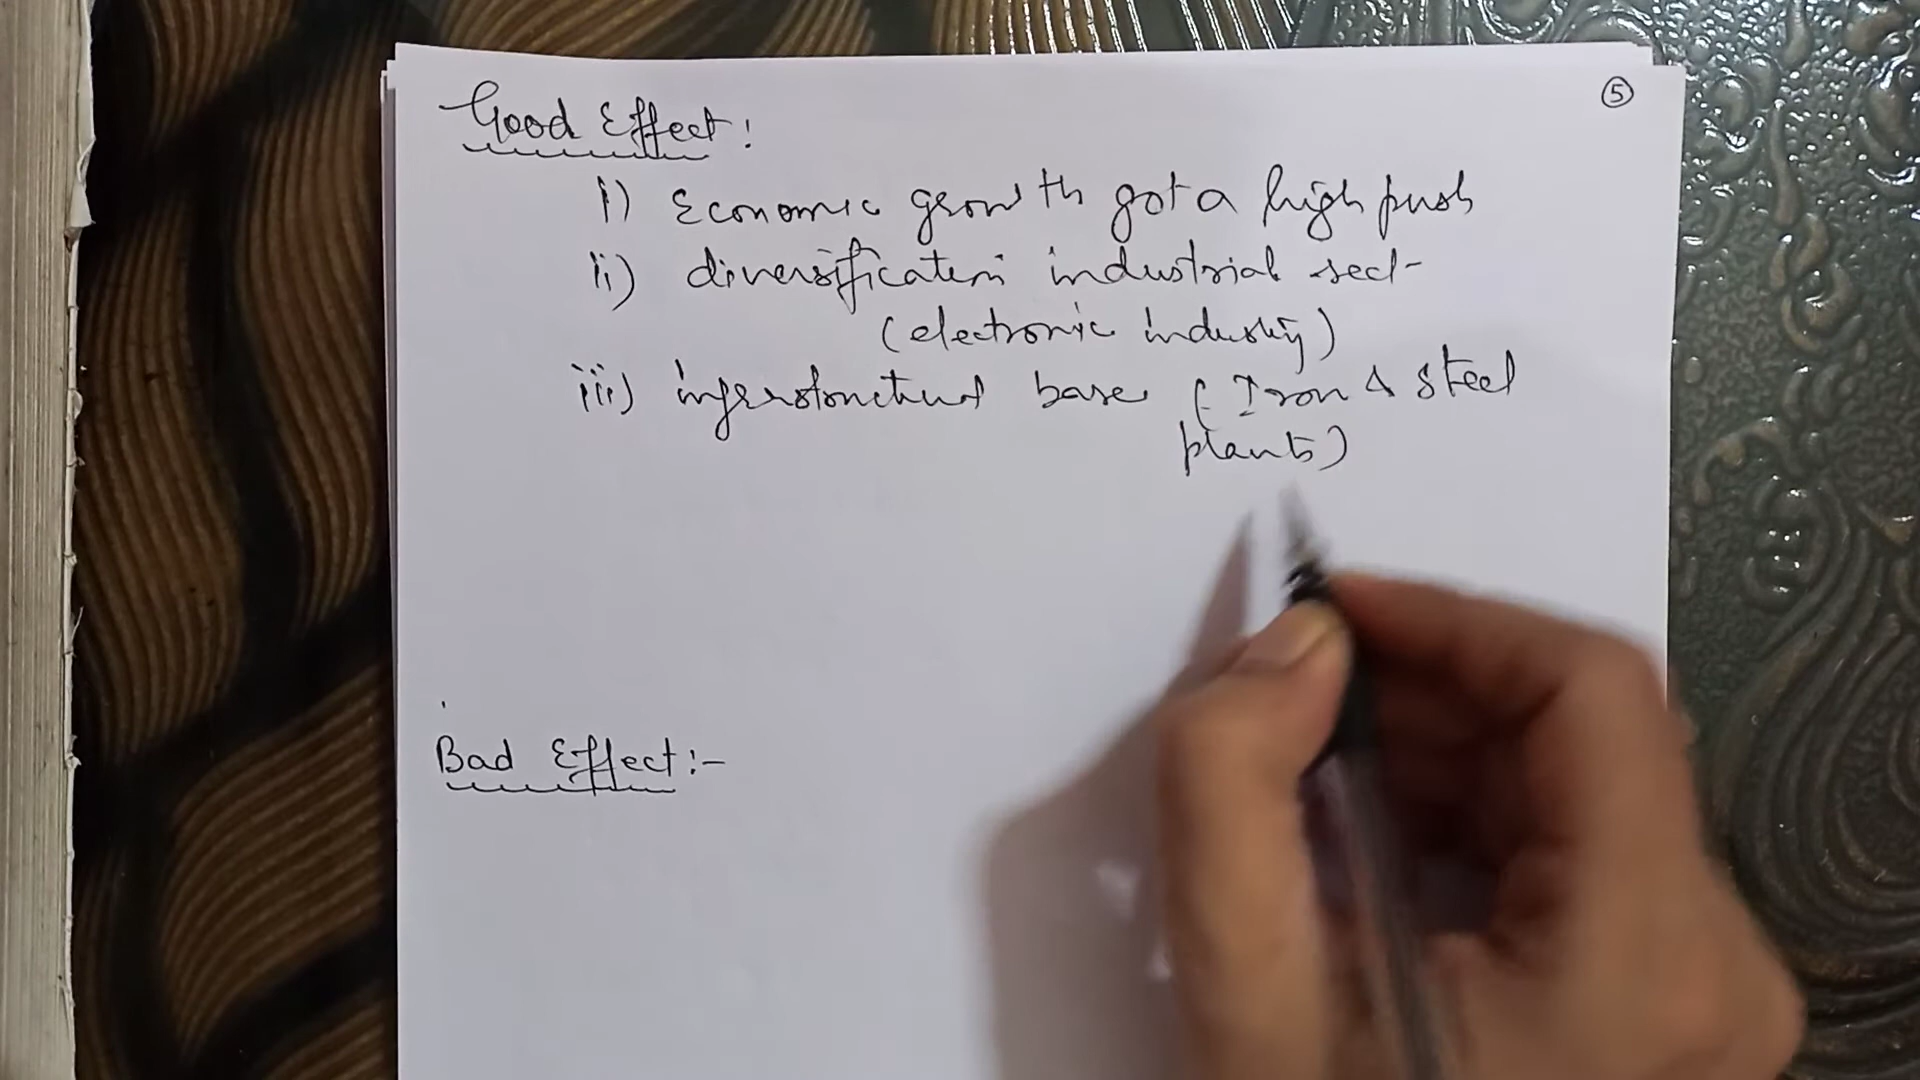 5
Good Effect:
i) Economic growth got a high push
ii) diversification industrial sect-
(electronic industry)
iii) base (Iron & Steel
plants)
Bad Effect:-